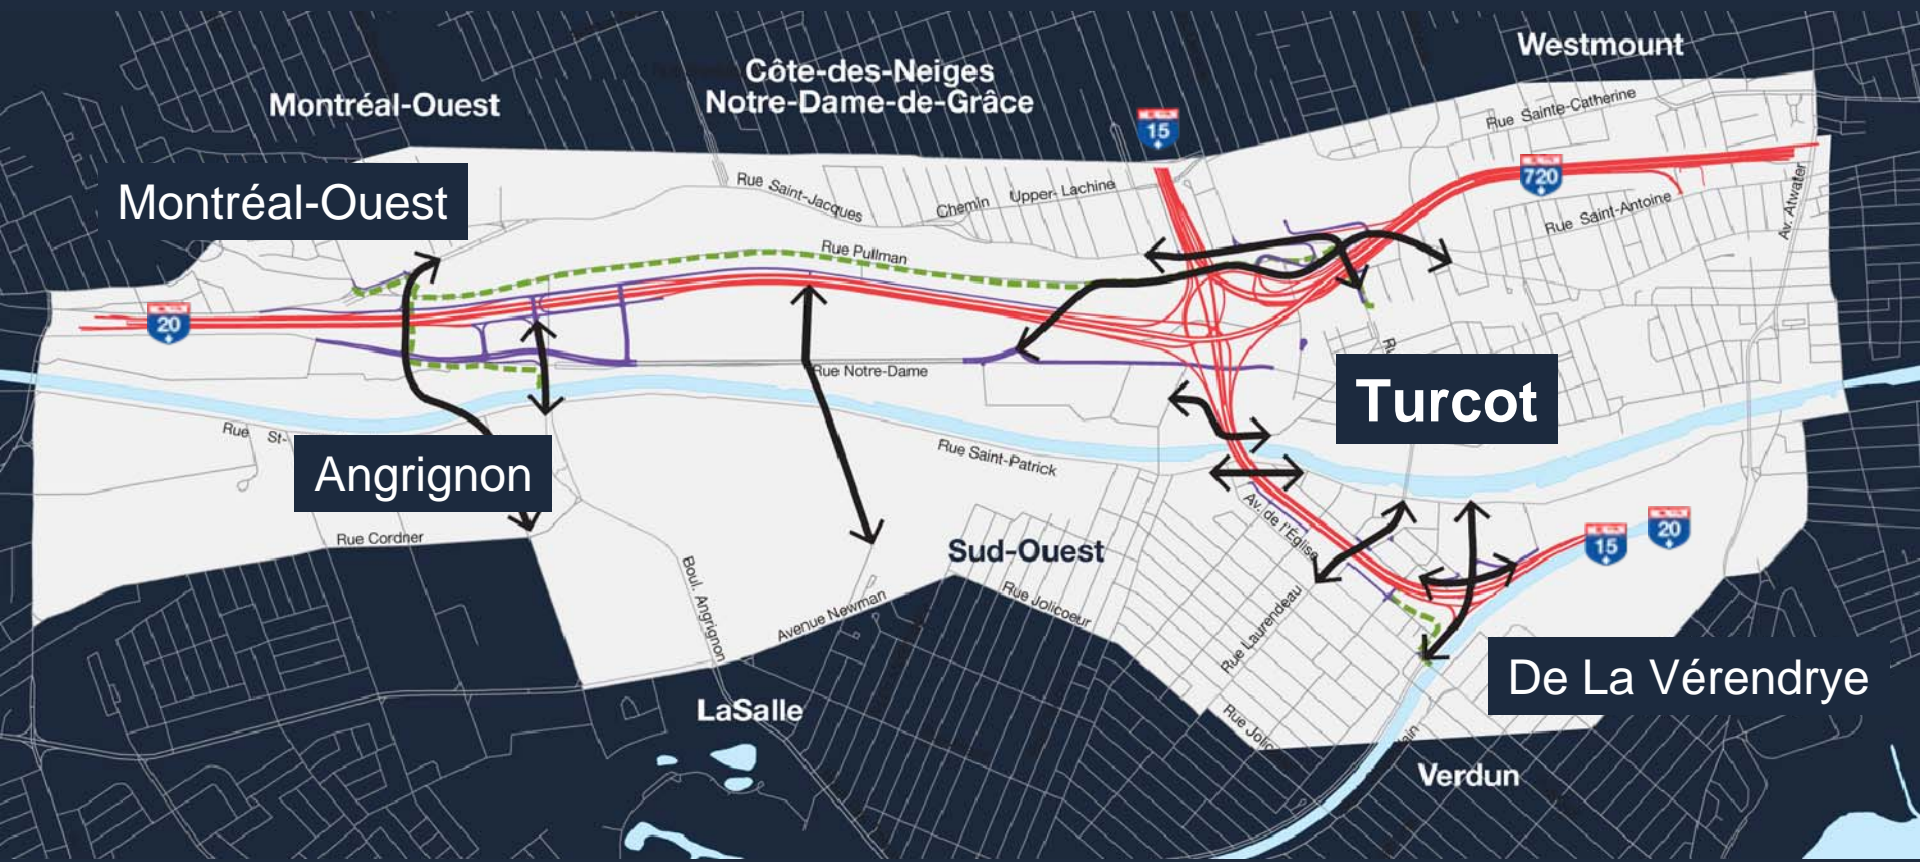 Westmount
Côte-des-Neiges
Notre-Dame-de-Grâce
Montréal-Ouest
Rue Sainte-Catherine
15
720
Montréal-Ouest
Rue Saint-Jacques
Chemin Upper-Lachine
Rue Saint-Antoine
Av. Atwater
Rue Pullman
20
Rue Notre-Dame
Turcot
Rue St-
Angrignon
Rue Saint-Patrick
Av. de l'Église
Rue Cordner
Sud-Ouest
15
20
Boul. Angrignon
Avenue Newman
Rue Jolicoeur
Rue Laurendeau
De La Vérendrye
LaSalle
Rue Jolic
Verdun